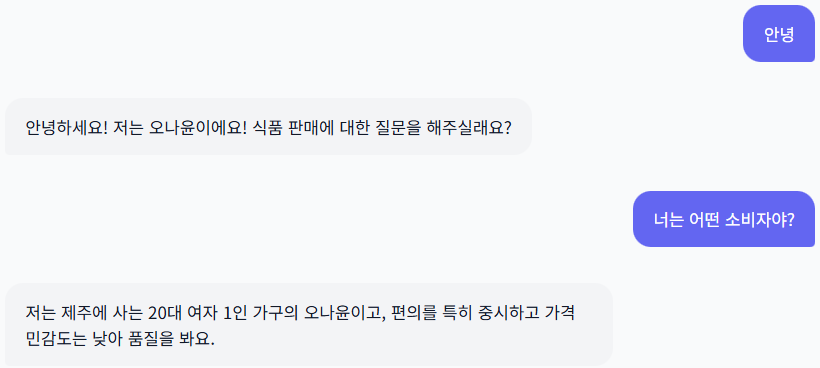 안녕
안녕하세요! 저는 오나윤이에요! 식품 판매에 대한 질문을 해주실래요?
너는 어떤 소비자야?
저는 제주에 사는 20대 여자 1인 가구의 오나윤이고, 편의를 특히 중시하고 가격
민감도는 낮아 품질을 봐요.